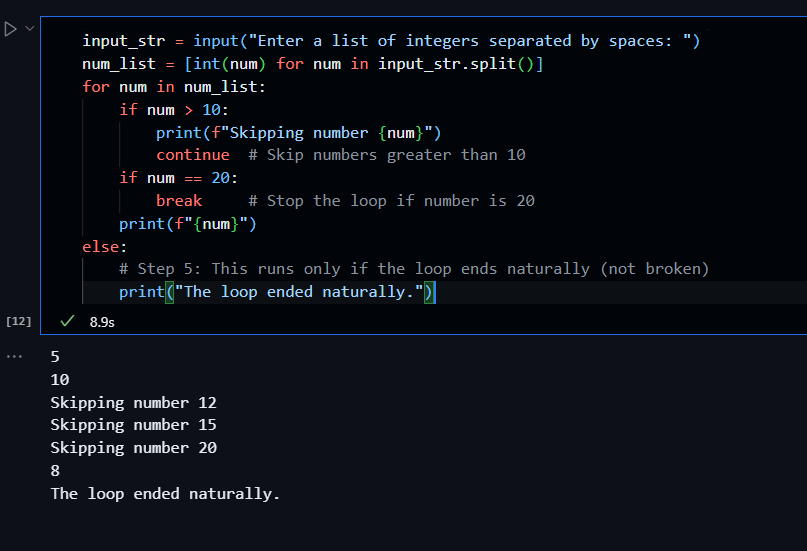 input_str = input("Enter a list of integers separated by spaces: ")
num_list = [int(num) for num in input_str.split()]
for num in num_list:
    if num > 10:
        print(f"Skipping number {num}")
        continue  # Skip numbers greater than 10
    if num == 20:
        break     # Stop the loop if number is 20
    print(f"{num}")
else:
    # Step 5: This runs only if the loop ends naturally (not broken)
    print("The loop ended naturally.")
[12] 8.9s
5
10
Skipping number 12
Skipping number 15
Skipping number 20
8
The loop ended naturally.